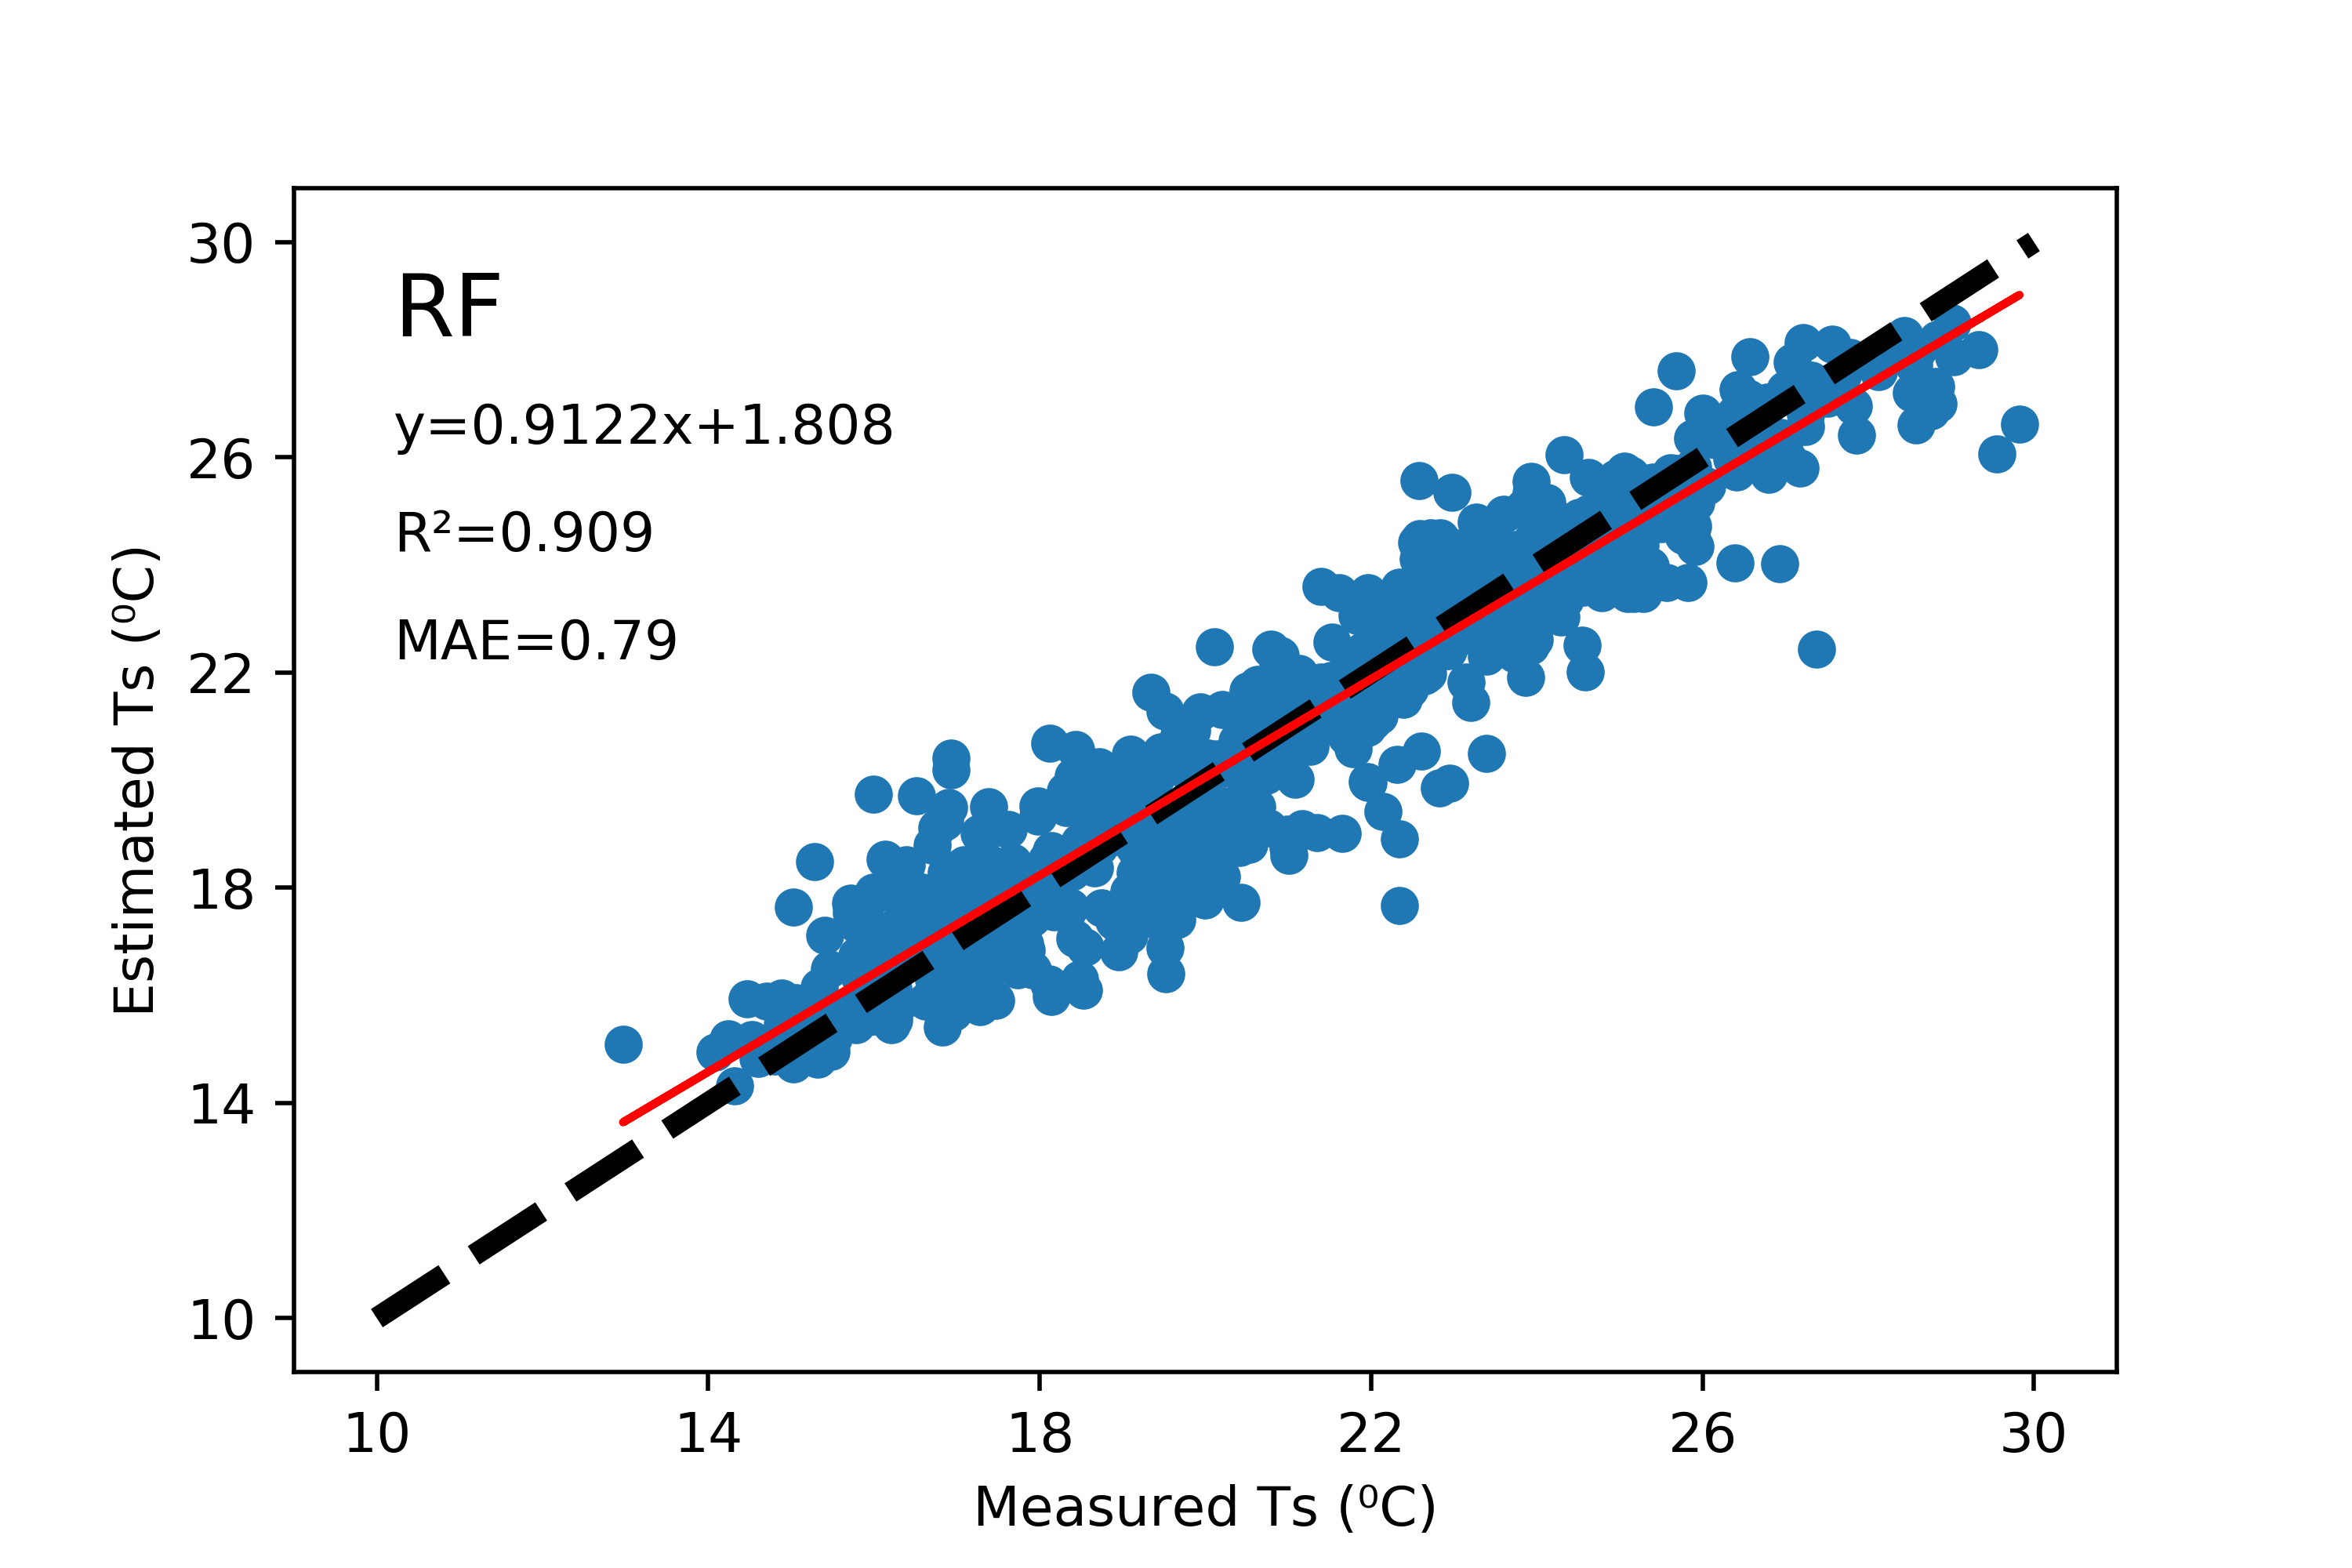 RF
y=0.9122x+1.808
R²=0.909
MAE=0.79
Estimated Ts (⁰C)
30
26
22
18
14
10
10 14 18 22 26 30
Measured Ts (⁰C)